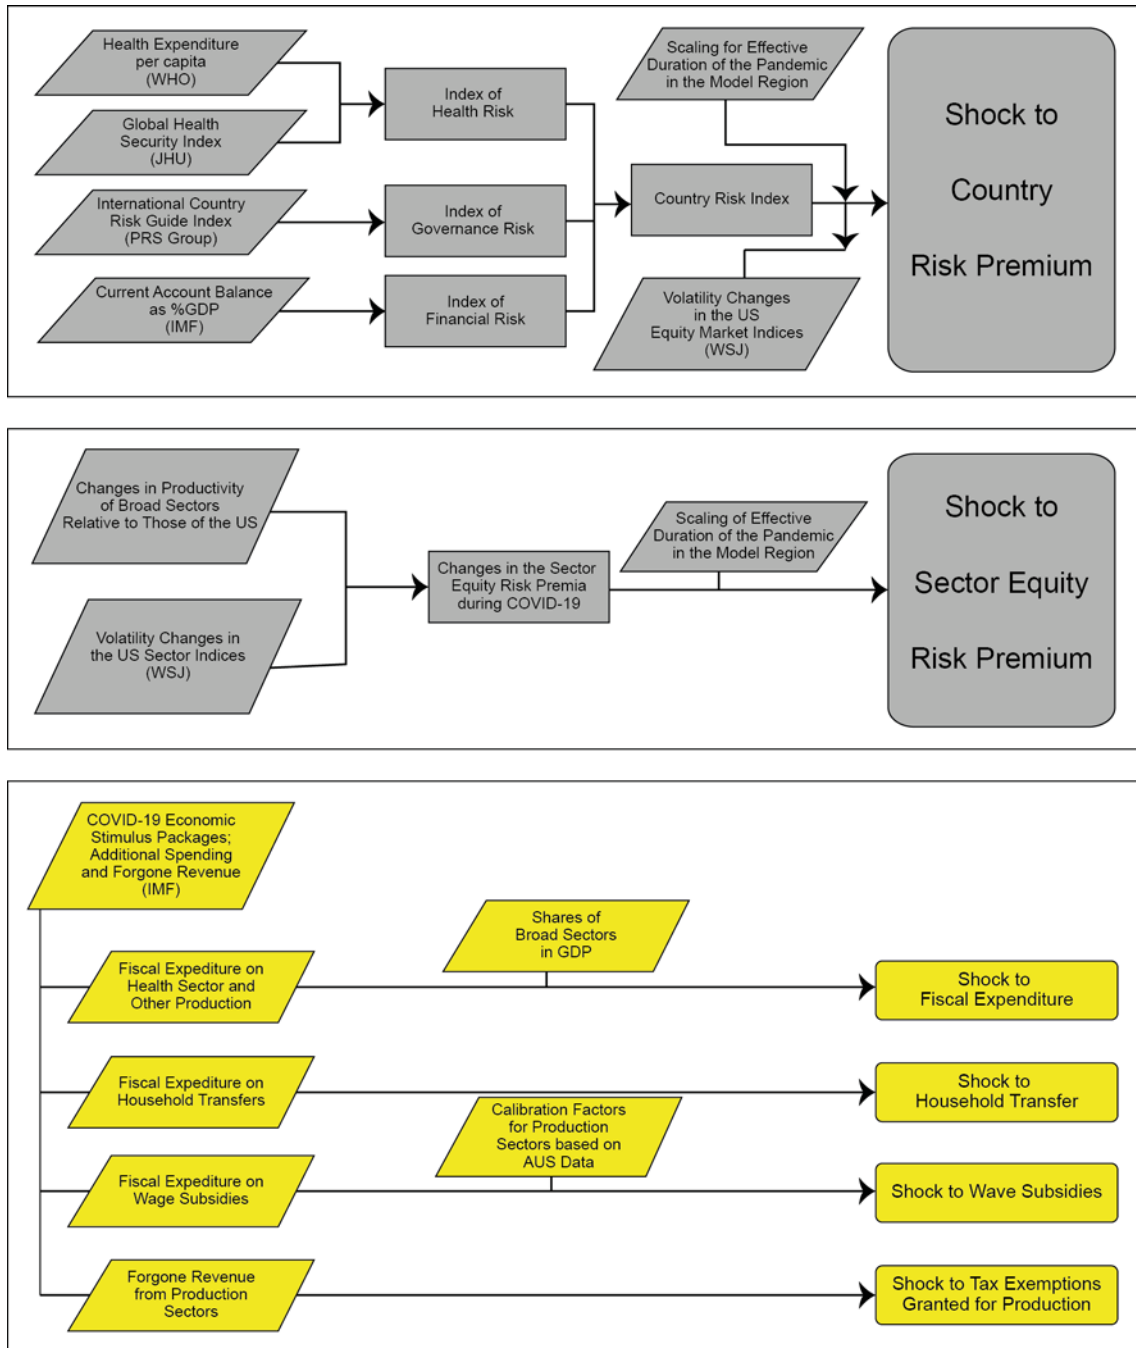 Health Expenditure
per capita
(WHO)
Global Health
Security Index
(JHU)
International Country
Risk Guide Index
(PRS Group)
Current Account Balance
as %GDP
(IMF)
Index of
Health Risk
Index of
Governance Risk
Index of
Financial Risk
Scaling for Effective
Duration of the Pandemic
in the Model Region
Country Risk Index
Volatility Changes
in the US
Equity Market Indices
(WSJ)
Shock to
Country
Risk Premium
Changes in Productivity
of Broad Sectors
Relative to Those of the US
Volatility Changes in
the US Sector Indices
(WSJ)
Changes in the Sector
Equity Risk Premia
during COVID-19
Scaling of Effective
Duration of the Pandemic
in the Model Region
Shock to
Sector Equity
Risk Premium
COVID-19 Economic
Stimulus Packages;
Additional Spending
and Forgone Revenue
(IMF)
Shares of
Broad Sectors
in GDP
Fiscal Expediture on
Health Sector and
Other Production
Shock to
Fiscal Expenditure
Fiscal Expediture on
Household Transfers
Shock to
Household Transfer
Calibration Factors
for Production
Sectors based on
AUS Data
Fiscal Expediture on
Wage Subsidies
Shock to Wave Subsidies
Forgone Revenue
from Production
Sectors
Shock to Tax Exemptions
Granted for Production